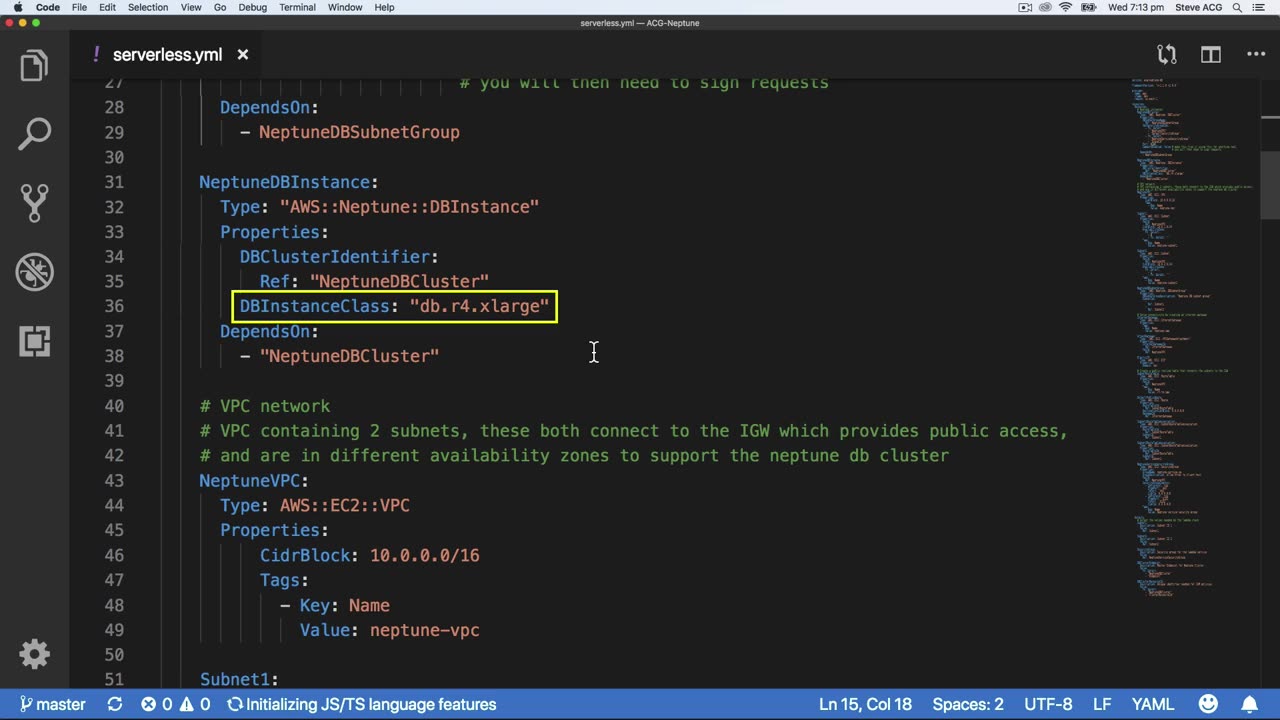 Code File Edit Selection View Go Debug Terminal Window Help Wed 7:13 pm Steve ACG
serverless.yml — ACG-Neptune
! serverless.yml ×
27 # you will then need to sign requests
28 DependsOn:
29 - NeptuneDBSubnetGroup
30
31 NeptuneDBInstance:
32 Type: "AWS::Neptune::DBInstance"
33 Properties:
34 DBClusterIdentifier:
35 Ref: "NeptuneDBCluster"
36 DBInstanceClass: "db.r4.xlarge"
37 DependsOn:
38 - "NeptuneDBCluster"
39
40 # VPC network
41 # VPC containing 2 subnets, these both connect to the IGW which provides public access,
42 # and are in different availability zones to support the neptune db cluster
43 NeptuneVPC:
44 Type: AWS::EC2::VPC
45 Properties:
46 CidrBlock: 10.0.0.0/16
47 Tags:
48 - Key: Name
49 Value: neptune-vpc
50
51 Subnet1:
master 0 0 Initializing JS/TS language features Ln 15, Col 18 Spaces: 2 UTF-8 LF YAML